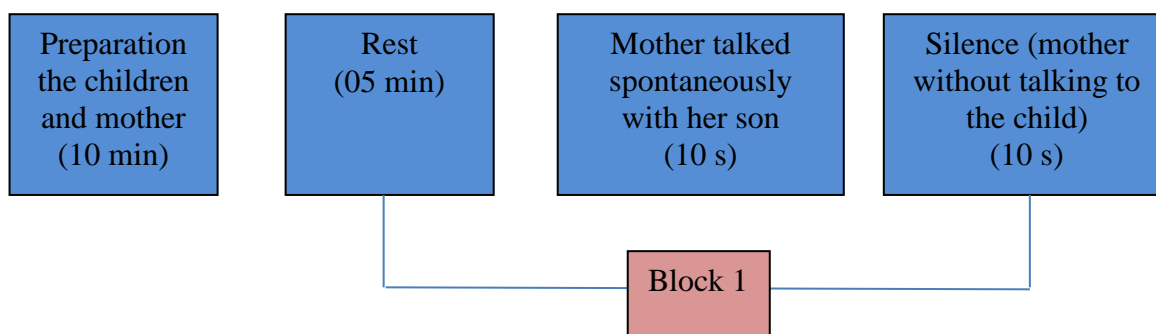 Preparation
the children
and mother
(10 min)
Rest
(05 min)
Mother talked
spontaneously
with her son
(10 s)
Silence (mother
without talking to
the child)
(10 s)
Block 1